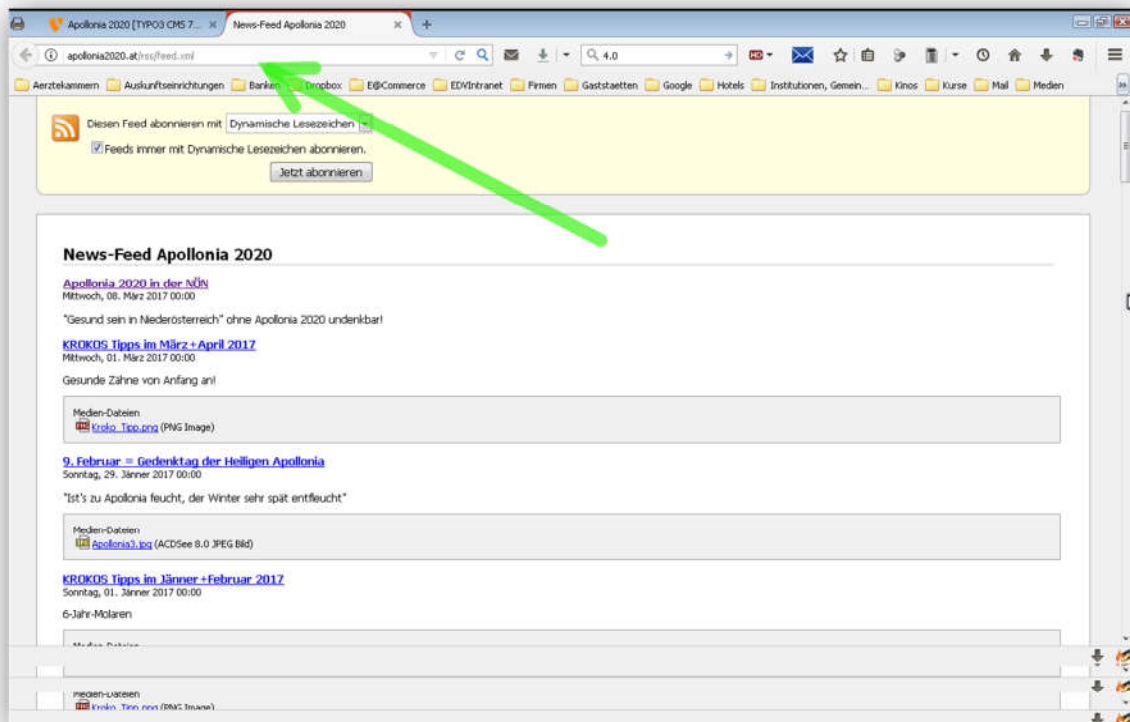 Apollonia 2020 [TYPO3 CMS 7...
News-Feed Apollonia 2020
apollonia2020.at/rss/feed.xml
4.0
Aerztekammern Auskunftseinrichtungen Banken Dropbox E@Commerce EDVIntranet Firmen Gaststaetten Google Hotels Institutionen, Gemein... Kinos Kurse Mail Medien
Diesen Feed abonnieren mit Dynamische Lesezeichen
Feeds immer mit Dynamische Lesezeichen abonnieren.
Jetzt abonnieren
News-Feed Apollonia 2020
Apollonia 2020 in der NÖN
Mittwoch, 08. März 2017 00:00
"Gesund sein in Niederösterreich" ohne Apollonia 2020 undenkbar!
KROKOS Tipps im März+April 2017
Mittwoch, 01. März 2017 00:00
Gesunde Zähne von Anfang an!
Medien-Dateien
Kroko_Tipp.png (PNG Image)
9. Februar = Gedenktag der Heiligen Apollonia
Sonntag, 29. Jänner 2017 00:00
"Ist's zu Apollonia feucht, der Winter sehr spät entfleucht"
Medien-Dateien
Apollonia3.jpg (ACDSee 8.0 JPEG Bild)
KROKOS Tipps im Jänner+Februar 2017
Sonntag, 01. Jänner 2017 00:00
6-Jahr-Molaren
Medien-Dateien
Medien-Dateien
Kroko_Tipp.png (PNG Image)